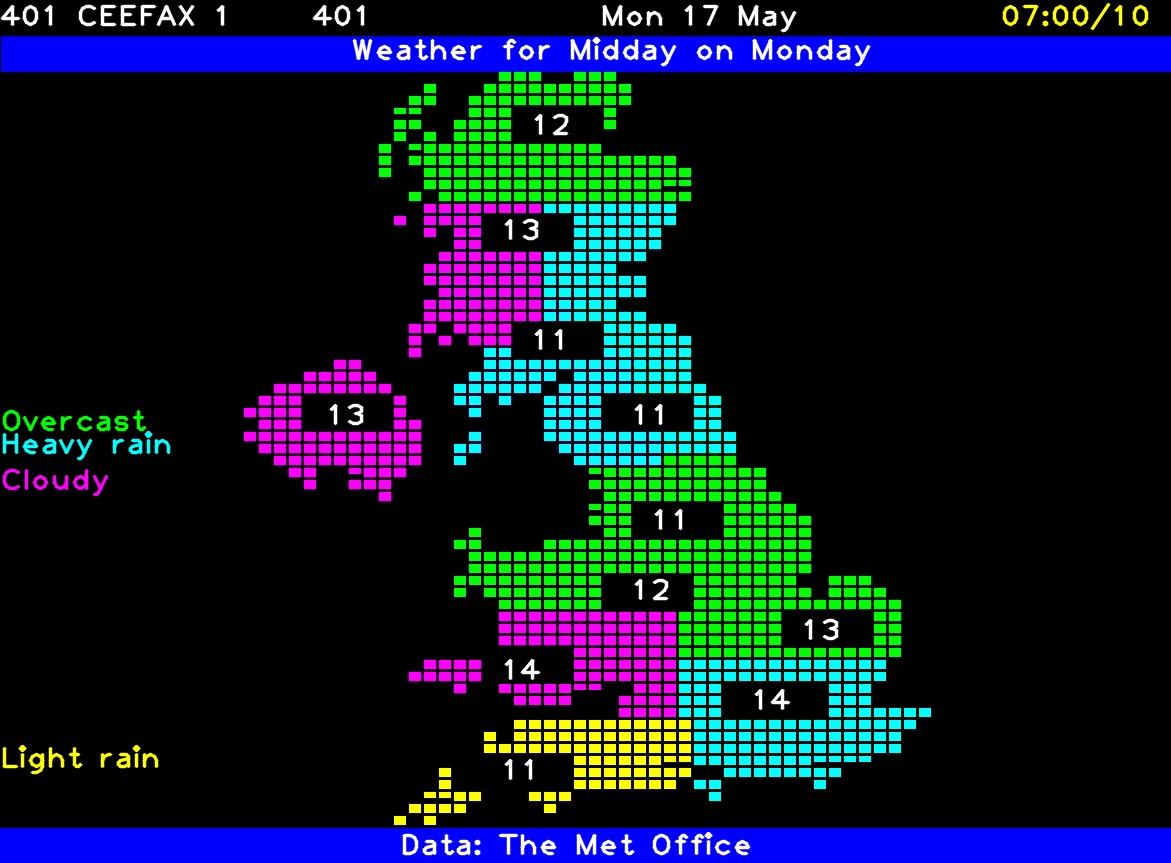 401 CEEFAX 1 401 Mon 17 May 07:00/10
Weather for Midday on Monday
12
13
11
13 11
Overcast
Heavy rain
Cloudy
11
12
13
14
14
Light rain 11
Data: The Met Office